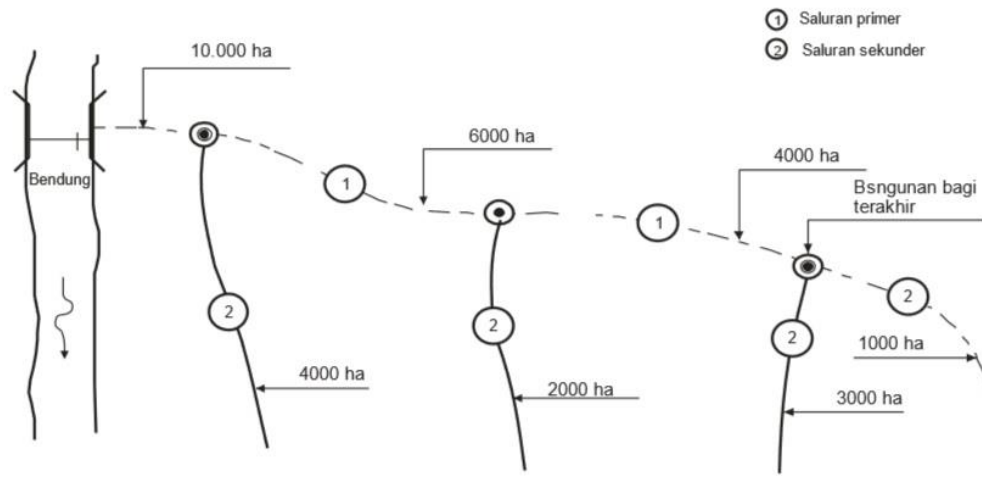 1 Saluran primer
2 Saluran sekunder
10.000 ha
6000 ha
4000 ha
Bsngunan bagi
terakhir
Bendung
1
1
2
2
2
2
1000 ha
4000 ha
2000 ha
3000 ha